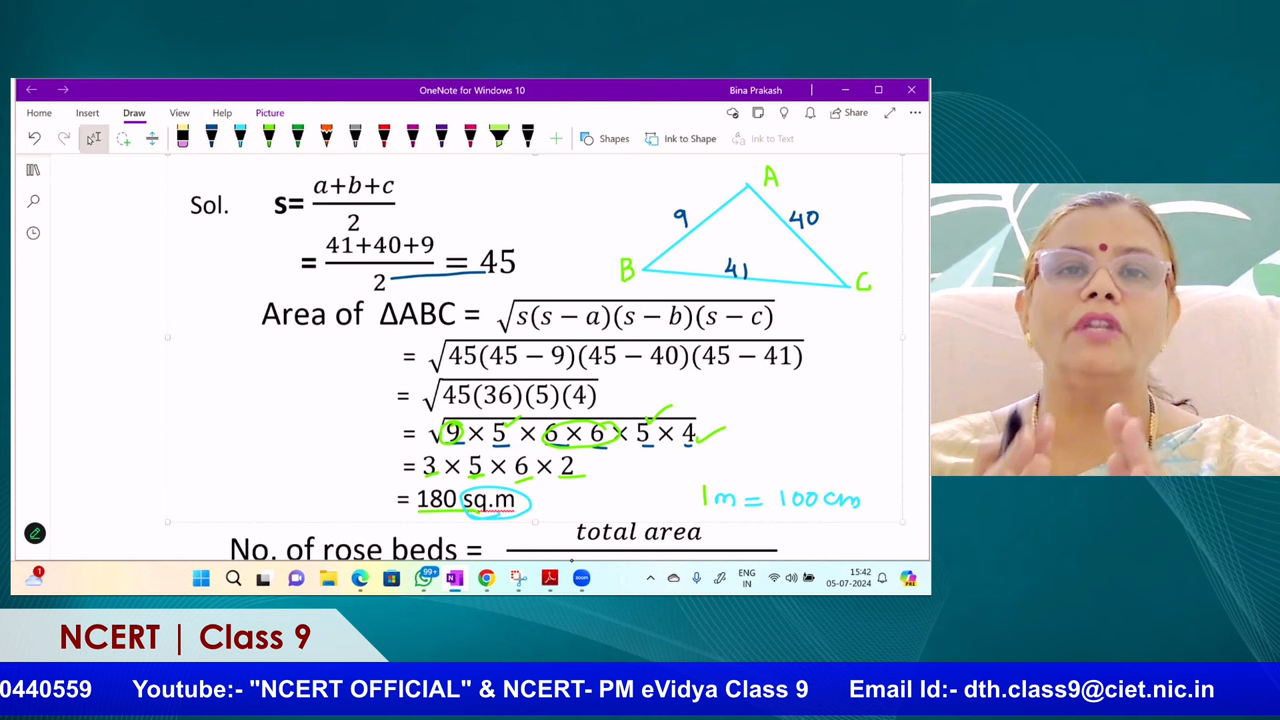 OneNote for Windows 10
Bina Prakash
Home Insert Draw View Help Picture
Share
Shapes Ink to Shape Ink to Text
Sol. s= a+b+c / 2
= 41+40+9 / 2 = 45
A
9 40
B 41 C
Area of ΔABC = √s(s − a)(s − b)(s − c)
= √45(45 − 9)(45 − 40)(45 − 41)
= √45(36)(5)(4)
= √9 × 5 × 6 × 6 × 5 × 4
= 3 × 5 × 6 × 2
= 180 sq.m
1m = 100cm
No. of rose beds = total area
1
99+
ENG
IN
15:42
05-07-2024
NCERT | Class 9
0440559 Youtube:- "NCERT OFFICIAL" & NCERT- PM eVidya Class 9 Email Id:- dth.class9@ciet.nic.in